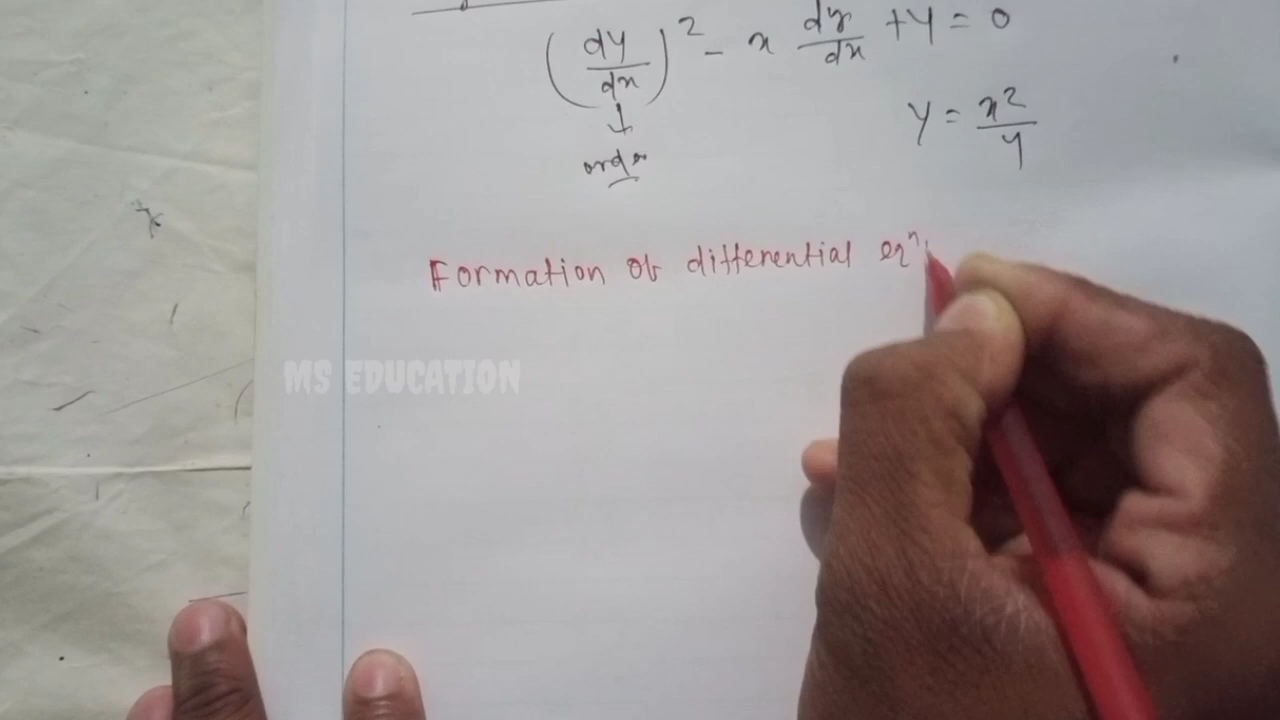 (dy/dx)² - x dy/dx + y = 0
y = x²/4
order
Formation of differential eqⁿ
MS EDUCATION